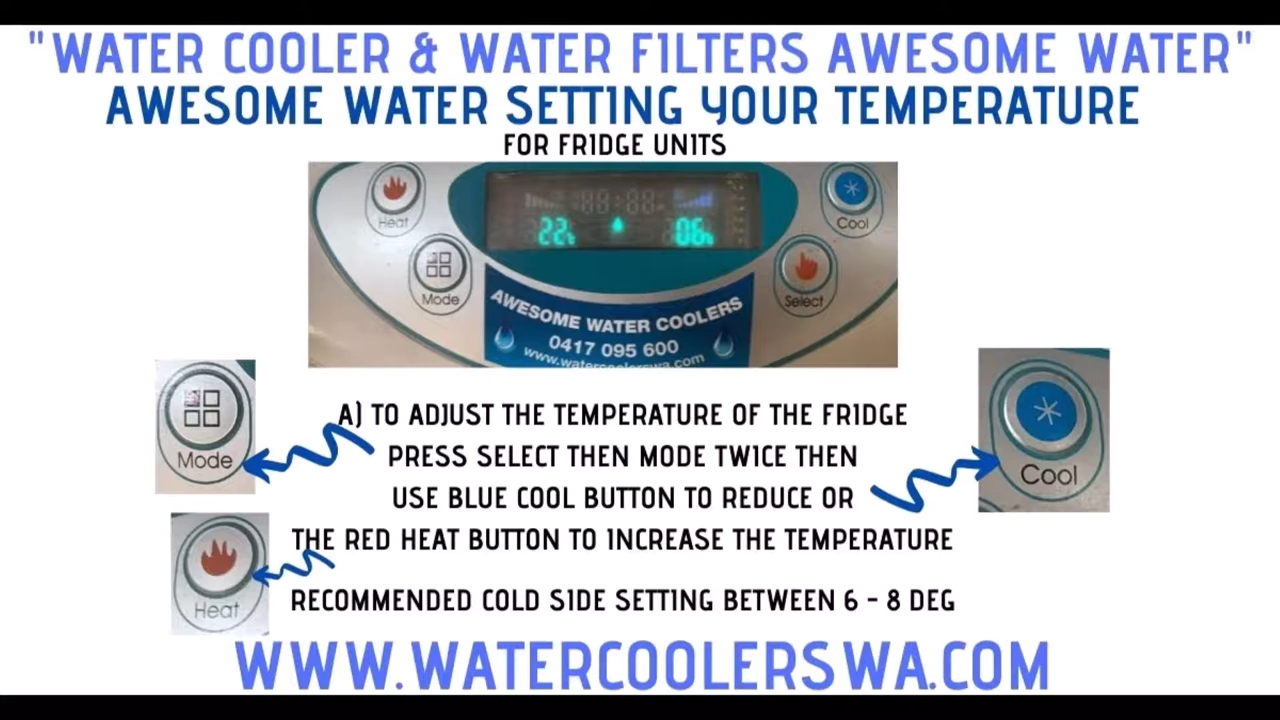 "WATER COOLER & WATER FILTERS AWESOME WATER"
AWESOME WATER SETTING YOUR TEMPERATURE
FOR FRIDGE UNITS
Heat
Cool
22
06
Mode
Select
AWESOME WATER COOLERS
0417 095 600
www.watercoolerswa.com
Mode
Cool
A) TO ADJUST THE TEMPERATURE OF THE FRIDGE
PRESS SELECT THEN MODE TWICE THEN
USE BLUE COOL BUTTON TO REDUCE OR
THE RED HEAT BUTTON TO INCREASE THE TEMPERATURE
Heat
RECOMMENDED COLD SIDE SETTING BETWEEN 6 - 8 DEG
WWW.WATERCOOLERSWA.COM